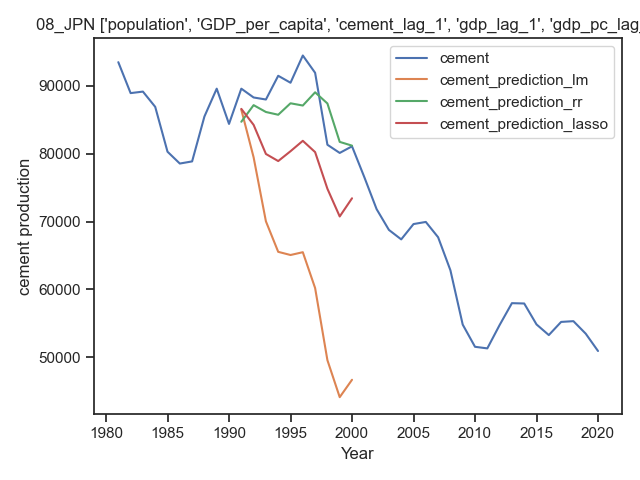 08_JPN ['population', 'GDP_per_capita', 'cement_lag_1', 'gdp_lag_1', 'gdp_pc_lag_
cement
cement_prediction_lm
cement_prediction_rr
cement_prediction_lasso
90000
80000
70000
60000
50000
cement production
1980 1985 1990 1995 2000 2005 2010 2015 2020
Year